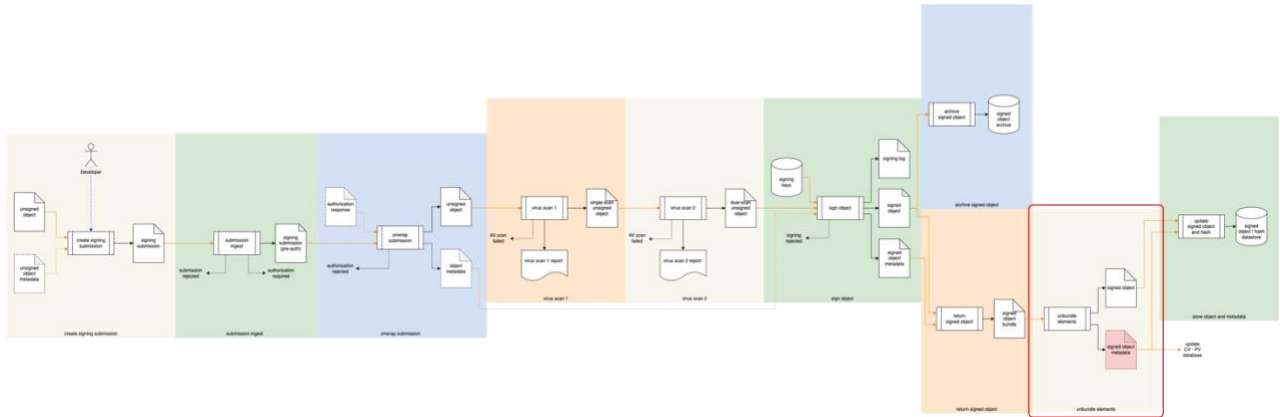 Developer
unsigned
object
create signing
submission
signing
submission
unsigned
object
metadata
create signing submission
submission
ingest
signing
submission
(pre-auth)
submission
rejected
authorization
required
submission ingest
authorization
response
unsigned
object
unwrap
submission
authorization
rejected
object
metadata
unwrap submission
virus scan 1
single-scan
unsigned
object
AV scan
failed
virus scan 1 report
virus scan 1
virus scan 2
dual-scan
unsigned
object
AV scan
failed
virus scan 2 report
virus scan 2
signing
keys
sign object
signing log
signed
object
signing
rejected
signed
object
metadata
sign object
archive
signed object
signed
object
archive
archive signed object
return
signed object
signed
object
bundle
return signed object
unbundle
elements
signed object
signed object
metadata
unbundle elements
update
CV - PV
database
update
signed object
and hash
signed
object / hash
datastore
store object and metadata